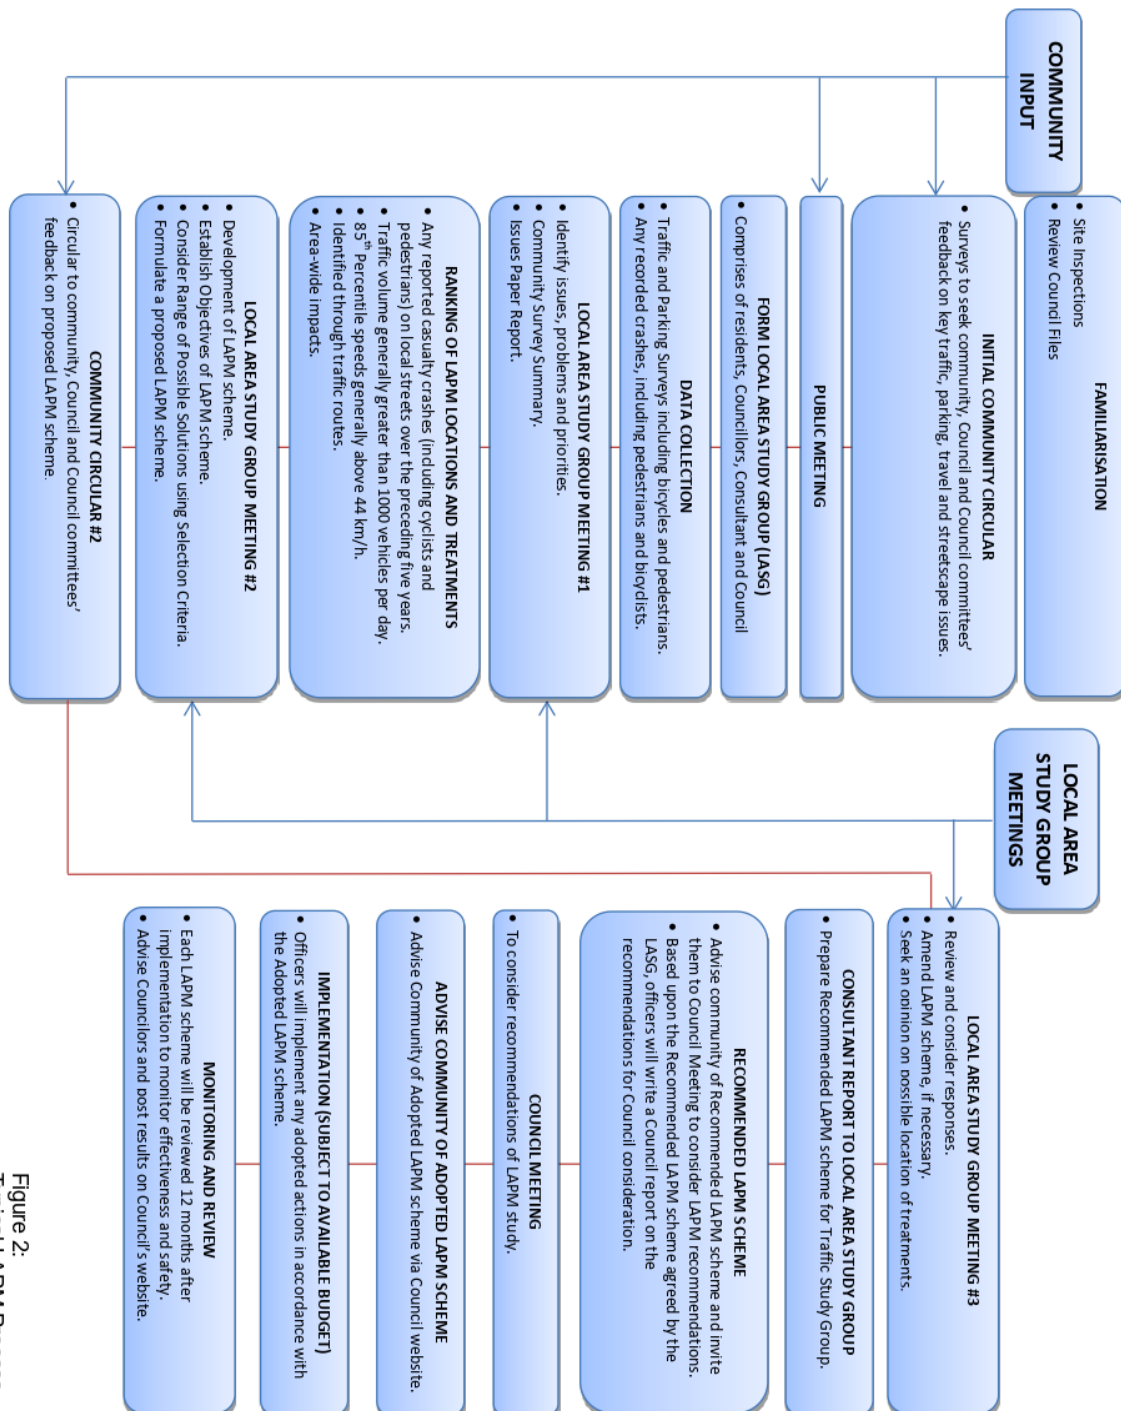 COMMUNITY
INPUT
FAMILIARISATION
• Site Inspections
• Review Council Files
INITIAL COMMUNITY CIRCULAR
• Surveys to seek community, Council and Council committees’
feedback on key traffic, parking, travel and streetscape issues.
PUBLIC MEETING
FORM LOCAL AREA STUDY GROUP (LASG)
• Comprises of residents, Councillors, Consultant and Council
DATA COLLECTION
• Traffic and Parking Surveys including bicycles and pedestrians.
• Any recorded crashes, including pedestrians and bicyclists.
LOCAL AREA STUDY GROUP MEETING #1
• Identify issues, problems and priorities.
• Community Survey Summary.
• Issues Paper Report.
RANKING OF LAPM LOCATIONS AND TREATMENTS
• Any reported casualty crashes (including cyclists and
pedestrians) on local streets over the preceding five years.
• Traffic volume generally greater than 1000 vehicles per day.
• 85th Percentile speeds generally above 44 km/h.
• Identified through traffic routes.
• Area-wide impacts.
LOCAL AREA STUDY GROUP MEETING #2
• Development of LAPM scheme.
• Establish Objectives of LAPM scheme.
• Consider Range of Possible Solutions using Selection Criteria.
• Formulate a proposed LAPM scheme.
COMMUNITY CIRCULAR #2
• Circular to community, Council and Council committees’
feedback on proposed LAPM scheme.
LOCAL AREA
STUDY GROUP
MEETINGS
LOCAL AREA STUDY GROUP MEETING #3
• Review and consider responses.
• Amend LAPM scheme, if necessary.
• Seek an opinion on possible location of treatments.
CONSULTANT REPORT TO LOCAL AREA STUDY GROUP
• Prepare Recommended LAPM scheme for Traffic Study Group.
RECOMMENDED LAPM SCHEME
• Advise community of Recommended LAPM scheme and invite
them to Council Meeting to consider LAPM recommendations.
• Based upon the Recommended LAPM scheme agreed by the
LASG, officers will write a Council report on the
recommendations for Council consideration.
COUNCIL MEETING
• To consider recommendations of LAPM study.
ADVISE COMMUNITY OF ADOPTED LAPM SCHEME
• Advise Community of Adopted LAPM scheme via Council website.
IMPLEMENTATION (SUBJECT TO AVAILABLE BUDGET)
• Officers will implement any adopted actions in accordance with
the Adopted LAPM scheme.
MONITORING AND REVIEW
• Each LAPM scheme will be reviewed 12 months after
implementation to monitor effectiveness and safety.
• Advise Councilors and post results on Council’s website.
Figure 2:
Typical LAPM Process